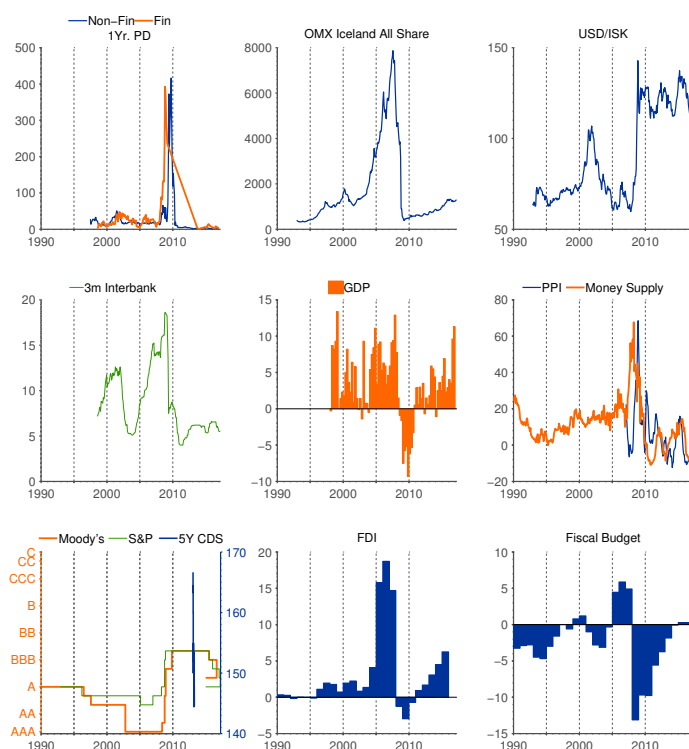 Non−Fin Fin
1Yr. PD
500
400
300
200
100
0
1990 2000 2010
OMX Iceland All Share
8000
6000
4000
2000
0
1990 2000 2010
USD/ISK
150
100
50
1990 2000 2010
3m Interbank
20
15
10
5
0
1990 2000 2010
GDP
15
10
5
0
−5
−10
1990 2000 2010
PPI Money Supply
80
60
40
20
0
−20
1990 2000 2010
Moody's S&P 5Y CDS
C
CC
CCC
B
BB
BBB
A
AA
AAA
170
160
150
140
1990 2000 2010
FDI
20
15
10
5
0
−5
1990 2000 2010
Fiscal Budget
10
5
0
−5
−10
−15
1990 2000 2010